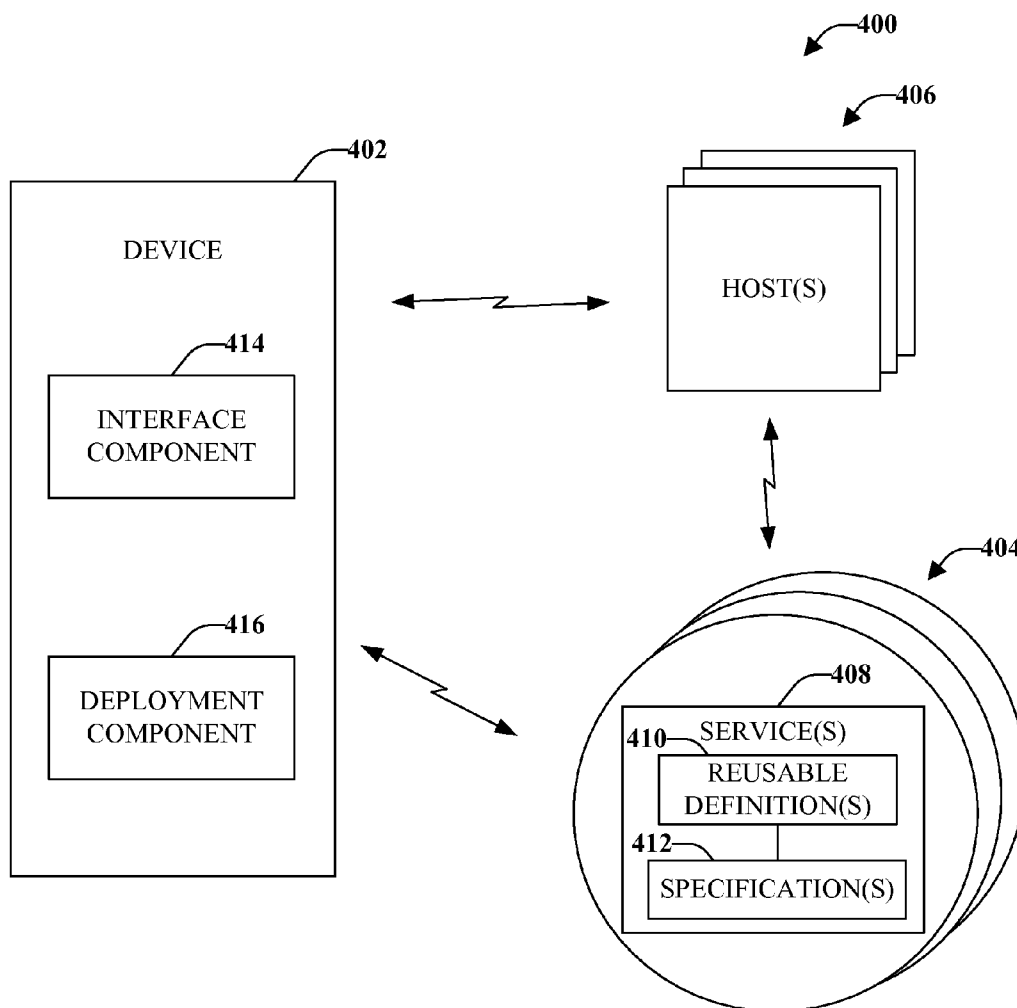 400
406
402
DEVICE
HOST(S)
414
INTERFACE
COMPONENT
404
416
DEPLOYMENT
COMPONENT
408
SERVICE(S)
410
REUSABLE
DEFINITION(S)
412
SPECIFICATION(S)